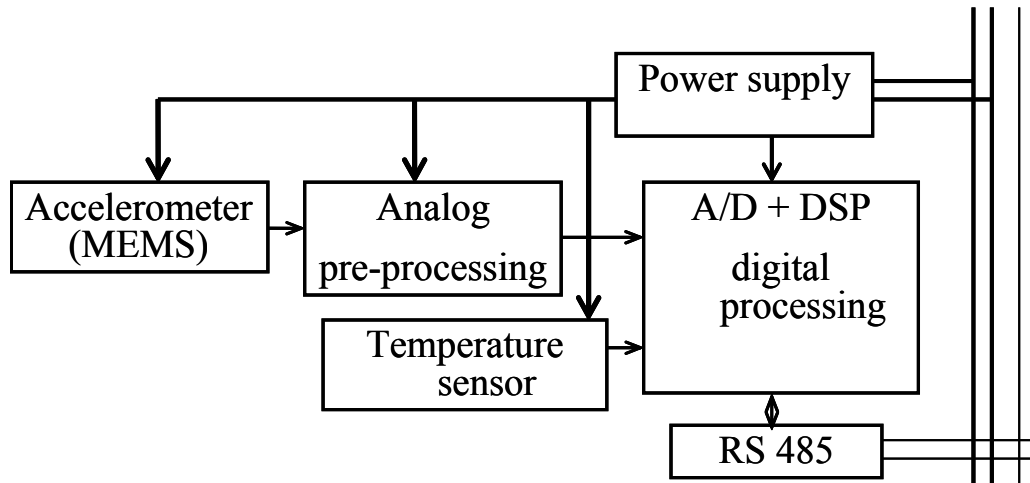 Power supply
Accelerometer
(MEMS)
Analog
pre-processing
A/D + DSP
digital
processing
Temperature
sensor
RS 485